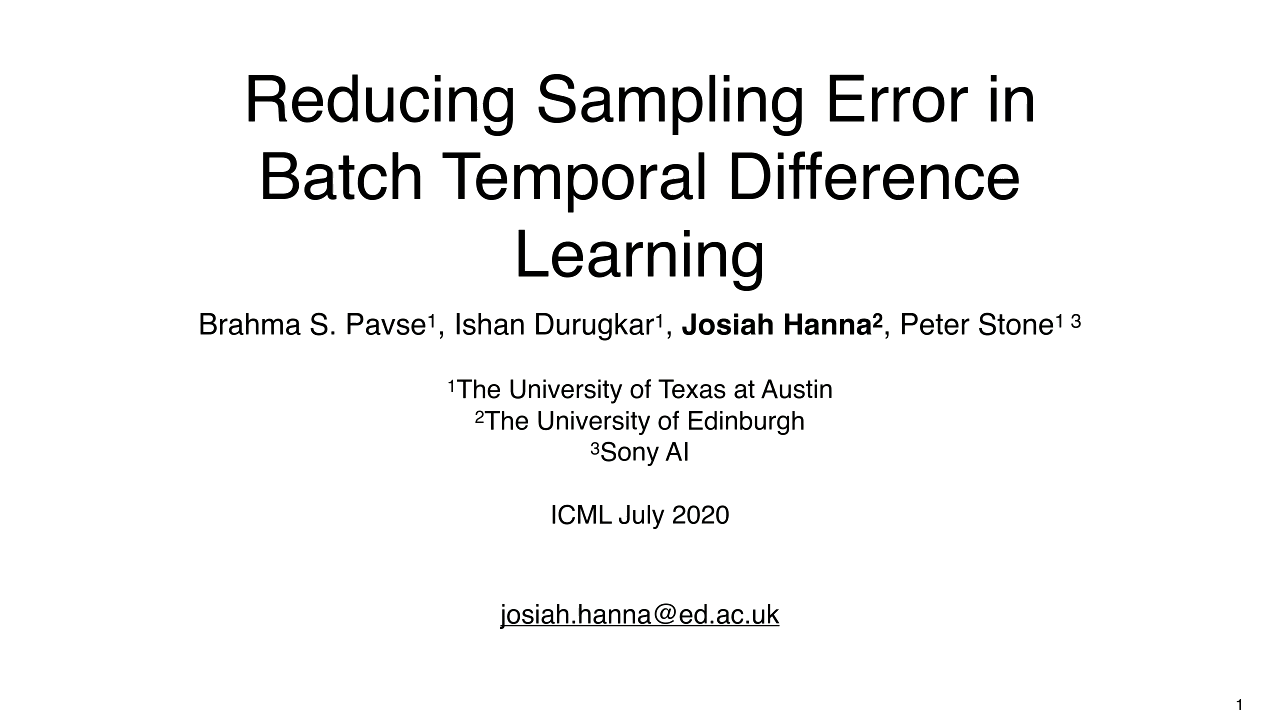 Reducing Sampling Error in
Batch Temporal Difference
Learning
Brahma S. Pavse¹, Ishan Durugkar¹, Josiah Hanna², Peter Stone¹ ³
¹The University of Texas at Austin
²The University of Edinburgh
³Sony AI
ICML July 2020
josiah.hanna@ed.ac.uk
1